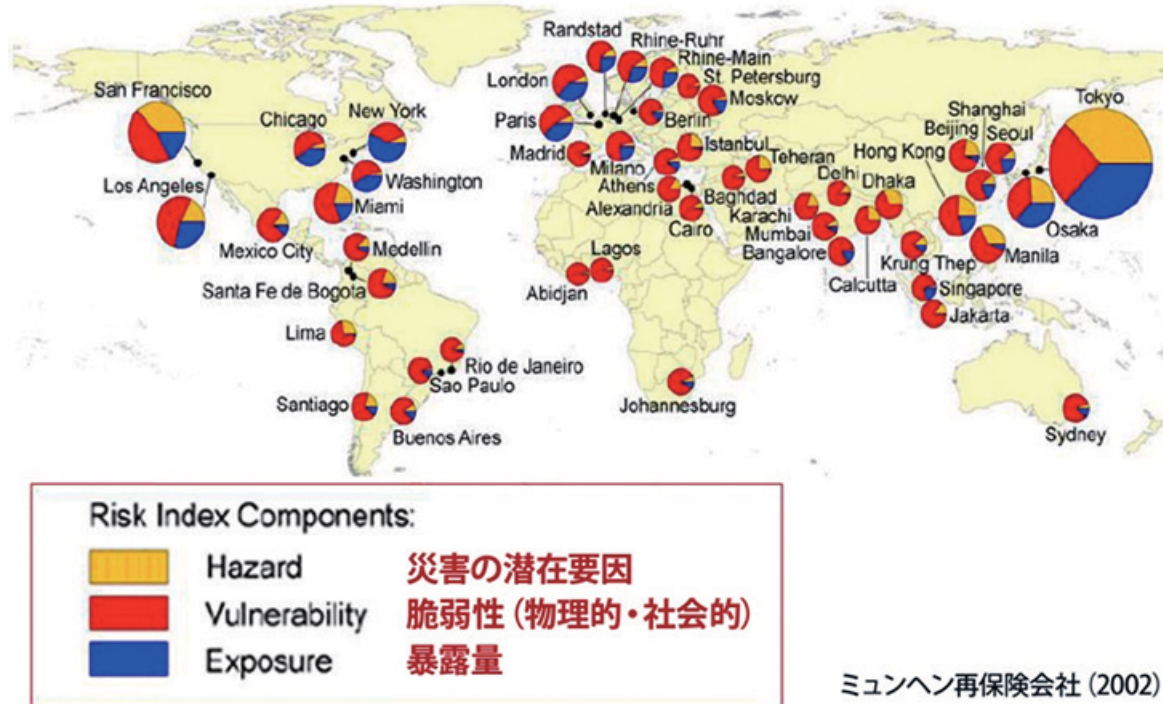 San Francisco
Los Angeles
Chicago
New York
Washington
Miami
Mexico City
Medellin
Santa Fe de Bogota
Lima
Rio de Janeiro
Sao Paulo
Santiago
Buenos Aires
Randstad
Rhine-Ruhr
Rhine-Main
London
St. Petersburg
Moskow
Paris
Berlin
Madrid
Milano
Istanbul
Athens
Teheran
Alexandria
Baghdad
Cairo
Lagos
Abidjan
Johannesburg
Delhi
Dhaka
Karachi
Mumbai
Bangalore
Calcutta
Shanghai
Beijing
Seoul
Hong Kong
Tokyo
Osaka
Manila
Krung Thep
Singapore
Jakarta
Sydney
Risk Index Components:
Hazard 災害の潜在要因
Vulnerability 脆弱性 (物理的・社会的)
Exposure 暴露量
ミュンヘン再保険会社 (2002)